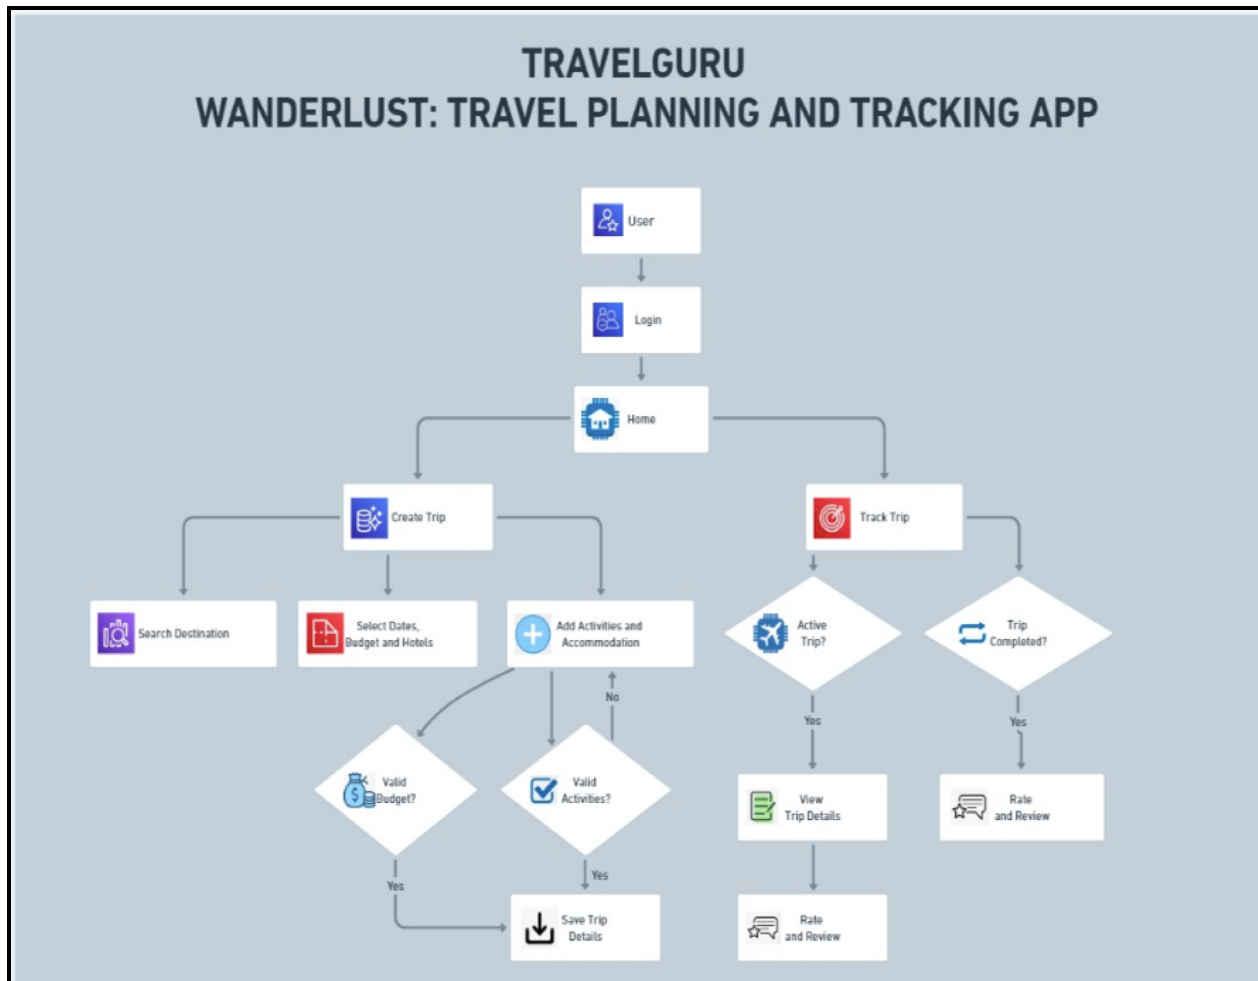 TRAVELGURU
WANDERLUST: TRAVEL PLANNING AND TRACKING APP
User
Login
Home
Create Trip
Track Trip
Search Destination
Select Dates,
Budget and Hotels
Add Activities and
Accommodation
Active
Trip?
Trip
Completed?
No
Yes
Yes
Valid
Budget?
Valid
Activities?
View
Trip Details
Rate
and Review
Yes
Yes
Save Trip
Details
Rate
and Review